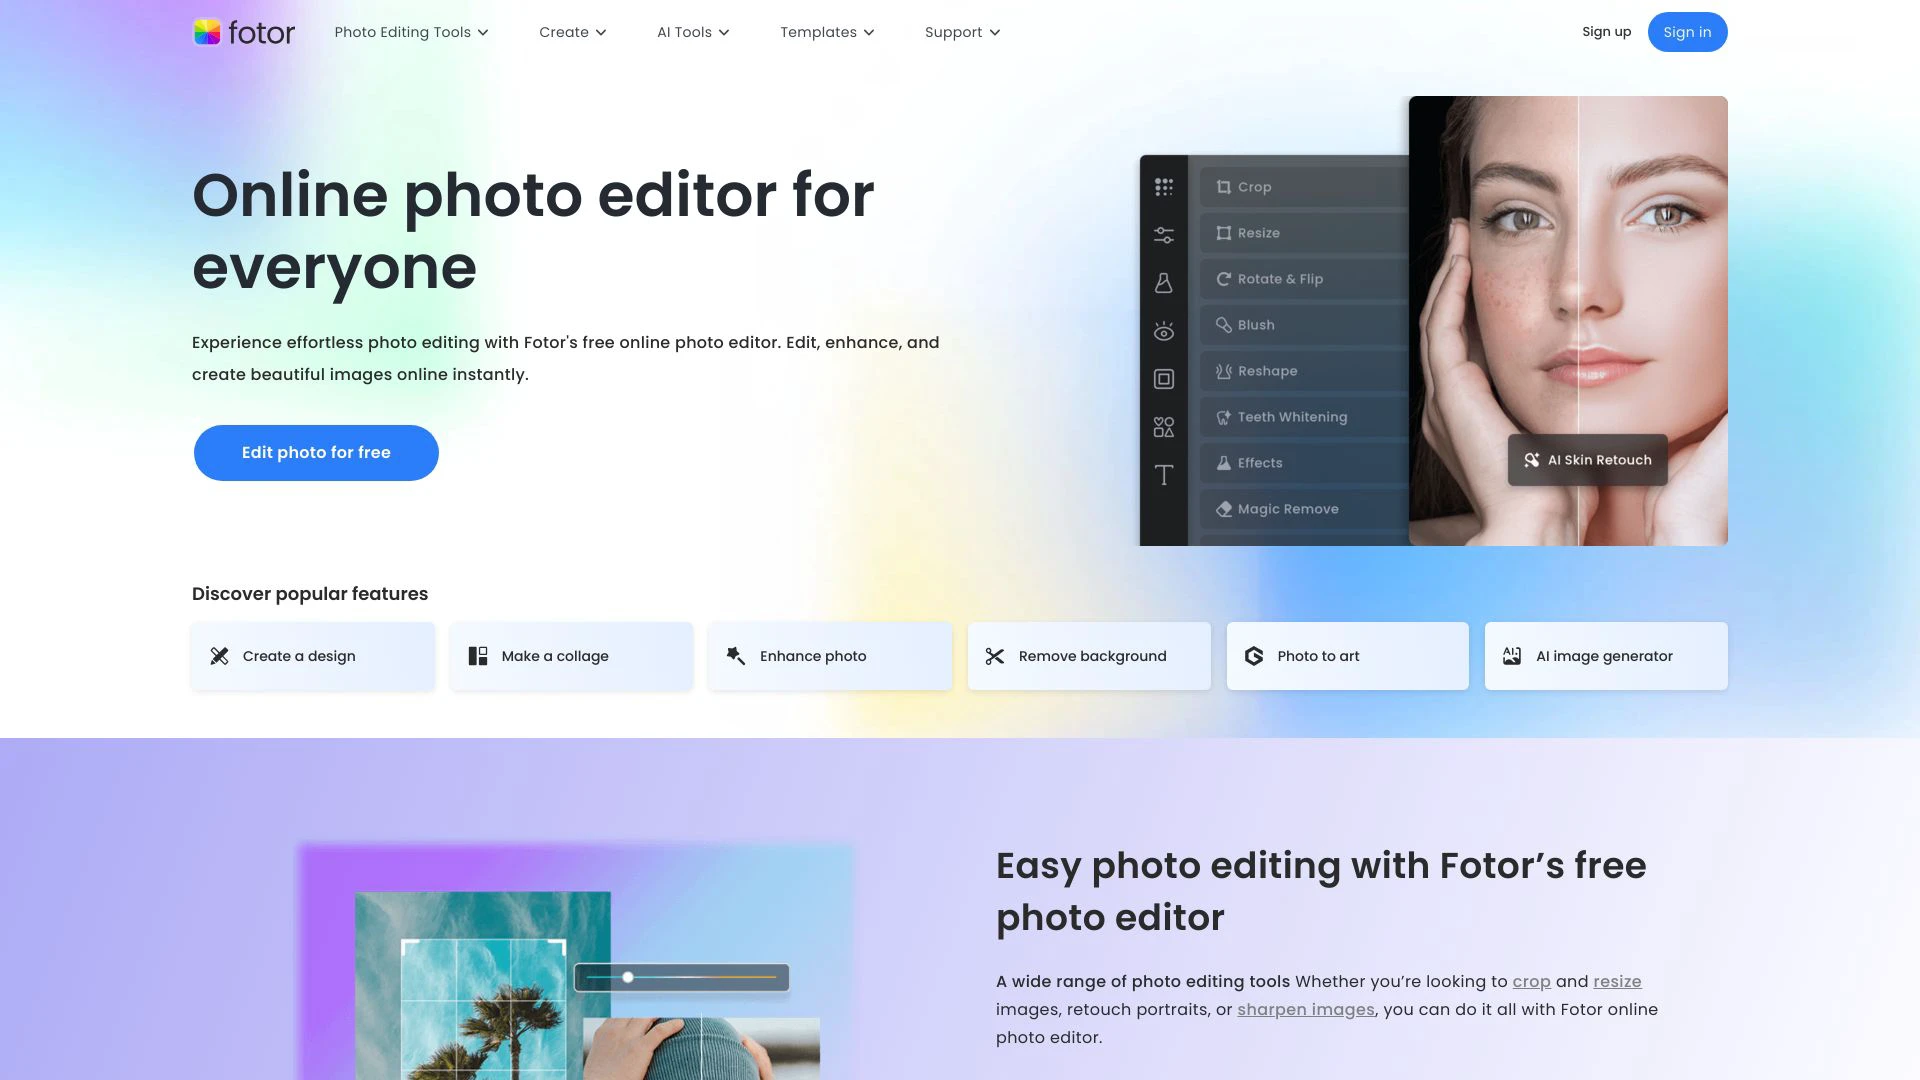 fotor
Photo Editing Tools
Create
AI Tools
Templates
Support
Sign up
Sign in
Online photo editor for
everyone
Experience effortless photo editing with Fotor's free online photo editor. Edit, enhance, and
create beautiful images online instantly.
Edit photo for free
Crop
Resize
Rotate & Flip
Blush
Reshape
Teeth Whitening
Effects
Magic Remove
T
AI Skin Retouch
Discover popular features
Create a design
Make a collage
Enhance photo
Remove background
Photo to art
AI image generator
Easy photo editing with Fotor’s free
photo editor
A wide range of photo editing tools Whether you’re looking to crop and resize
images, retouch portraits, or sharpen images, you can do it all with Fotor online
photo editor.